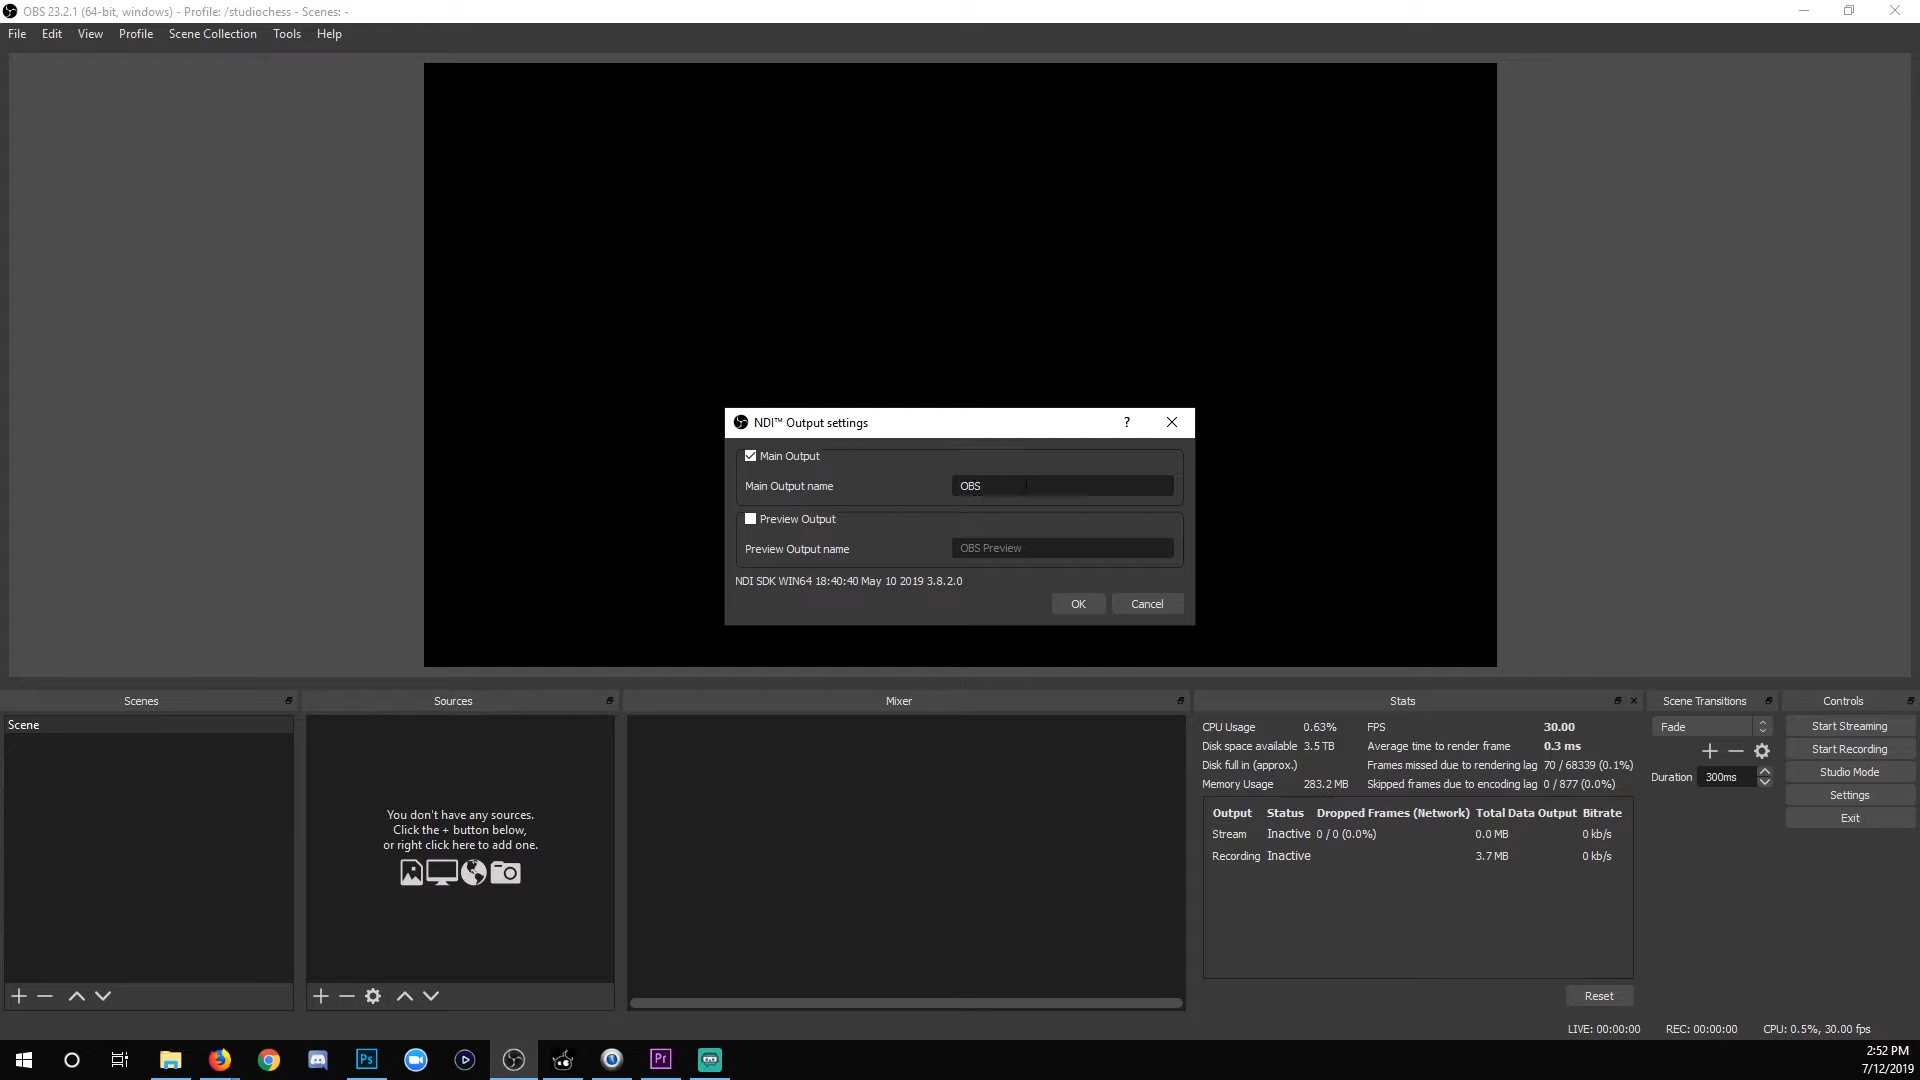 OBS 23.2.1 (64-bit, windows) - Profile: /studiochess - Scenes: -
File Edit View Profile Scene Collection Tools Help
NDI™ Output settings ?
Main Output
Main Output name OBS
Preview Output
Preview Output name OBS Preview
NDI SDK WIN64 18:40:40 May 10 2019 3.8.2.0
OK Cancel
Scenes
Scene
Sources
You don't have any sources.
Click the + button below,
or right click here to add one.
Mixer
Stats
CPU Usage 0.63% FPS 30.00
Disk space available 3.5 TB Average time to render frame 0.3 ms
Disk full in (approx.) Frames missed due to rendering lag 70 / 68339 (0.1%)
Memory Usage 283.2 MB Skipped frames due to encoding lag 0 / 877 (0.0%)
Output Status Dropped Frames (Network) Total Data Output Bitrate
Stream Inactive 0 / 0 (0.0%) 0.0 MB 0 kb/s
Recording Inactive 3.7 MB 0 kb/s
Reset
Scene Transitions
Fade
Duration 300ms
Controls
Start Streaming
Start Recording
Studio Mode
Settings
Exit
LIVE: 00:00:00 REC: 00:00:00 CPU: 0.5%, 30.00 fps
Ps Pr
2:52 PM
7/12/2019